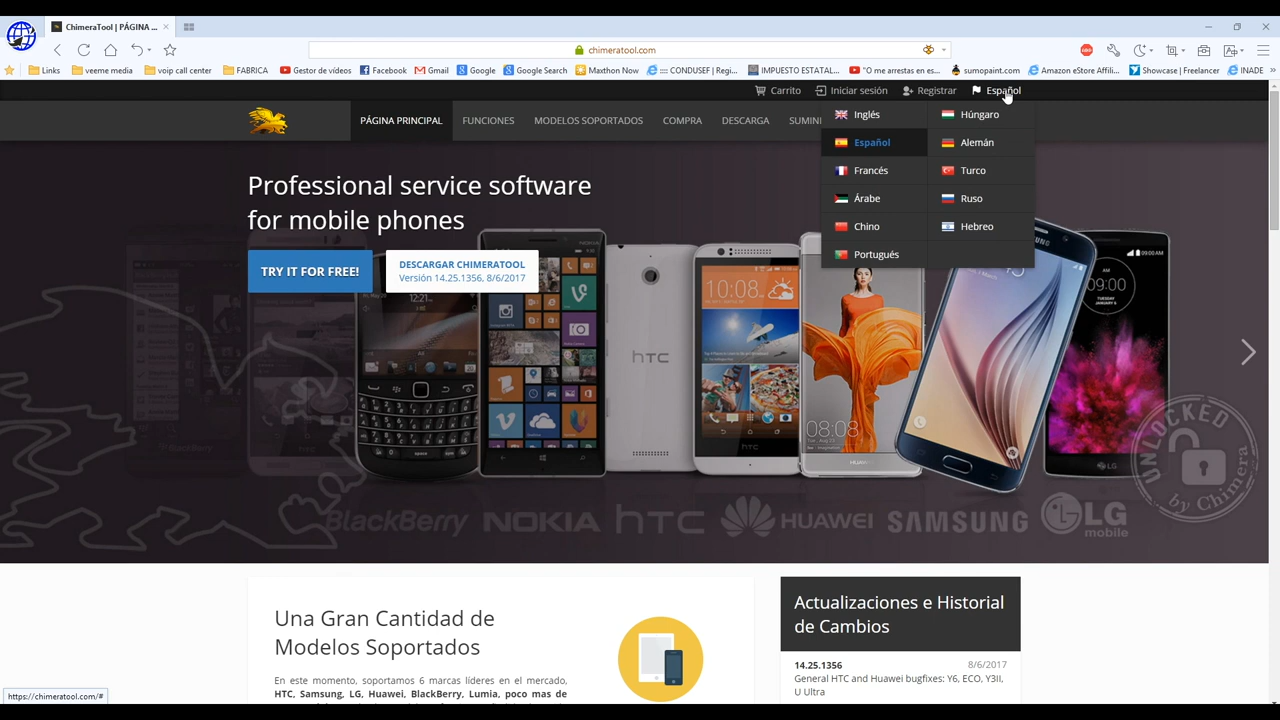 ChimeraTool | PÁGINA ...
chimeratool.com
Links
veeme media
voip call center
FABRICA
Gestor de vídeos
Facebook
Gmail
Google
Google Search
Maxthon Now
:::: CONDUSEF | Regi...
IMPUESTO ESTATAL...
"O me arrestas en es...
sumopaint.com
Amazon eStore Affili...
Showcase | Freelancer
INADE
Carrito
Iniciar sesión
Registrar
Español
PÁGINA PRINCIPAL
FUNCIONES
MODELOS SOPORTADOS
COMPRA
DESCARGA
SUMINI
Inglés
Húngaro
Español
Alemán
Francés
Turco
Árabe
Ruso
Chino
Hebreo
Portugués
Professional service software
for mobile phones
TRY IT FOR FREE!
DESCARGAR CHIMERATOOL
Versión 14.25.1356, 8/6/2017
12:21
10:08
hTC
hTC
08:08
HUAWEI
SAMSUNG
09:00
LG
UNLOCKED
by Chimera
BlackBerry
NOKIA
hTC
HUAWEI
SAMSUNG
LG
mobile
Una Gran Cantidad de
Modelos Soportados
En este momento, soportamos 6 marcas líderes en el mercado,
HTC, Samsung, LG, Huawei, BlackBerry, Lumia, poco mas de
Actualizaciones e Historial
de Cambios
14.25.1356
8/6/2017
General HTC and Huawei bugfixes: Y6, ECO, Y3II,
U Ultra
https://chimeratool.com/#